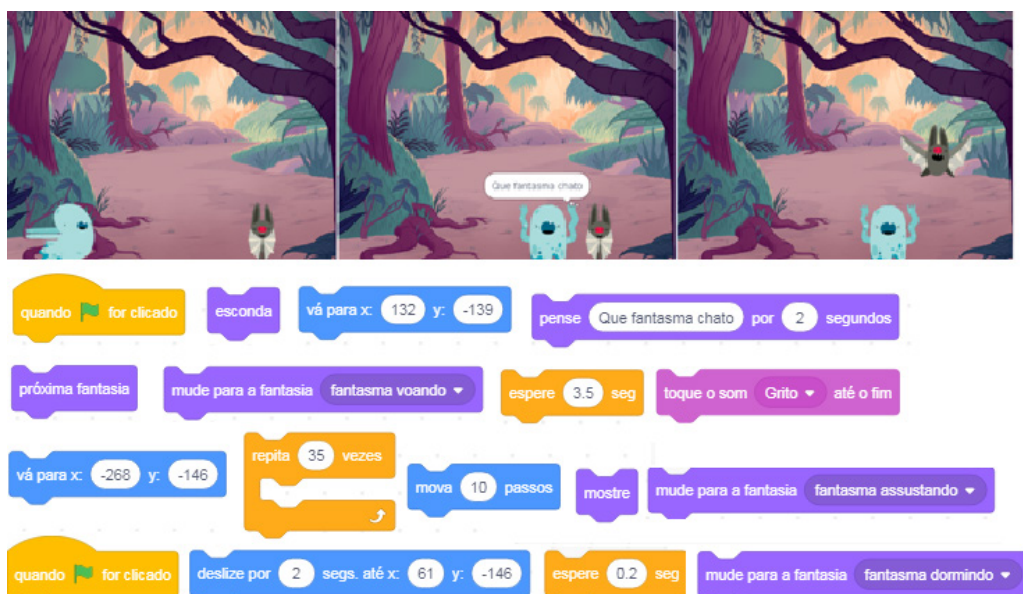 Que fantasma chato
quando for clicado
esconda
vá para x: 132 y: -139
pense Que fantasma chato por 2 segundos
próxima fantasia
mude para a fantasia fantasma voando
espere 3.5 seg
toque o som Grito até o fim
vá para x: -268 y: -146
repita 35 vezes
mova 10 passos
mostre
mude para a fantasia fantasma assustando
quando for clicado
deslize por 2 segs. até x: 61 y: -146
espere 0.2 seg
mude para a fantasia fantasma dormindo